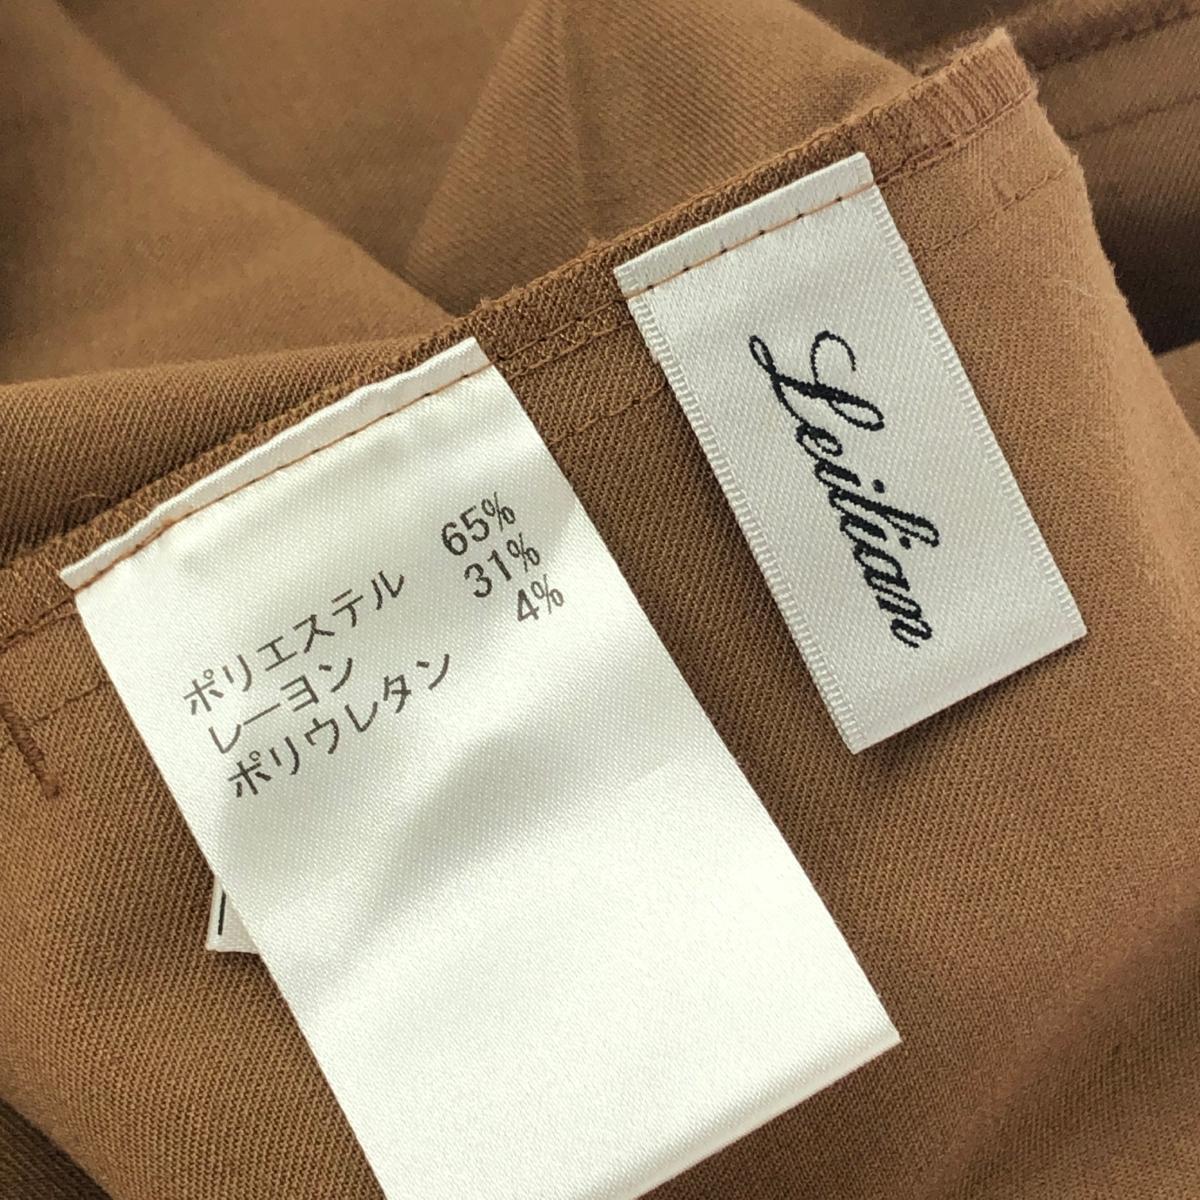 ポリエステル 65%
レーヨン 31%
ポリウレタン 4%
Leilian